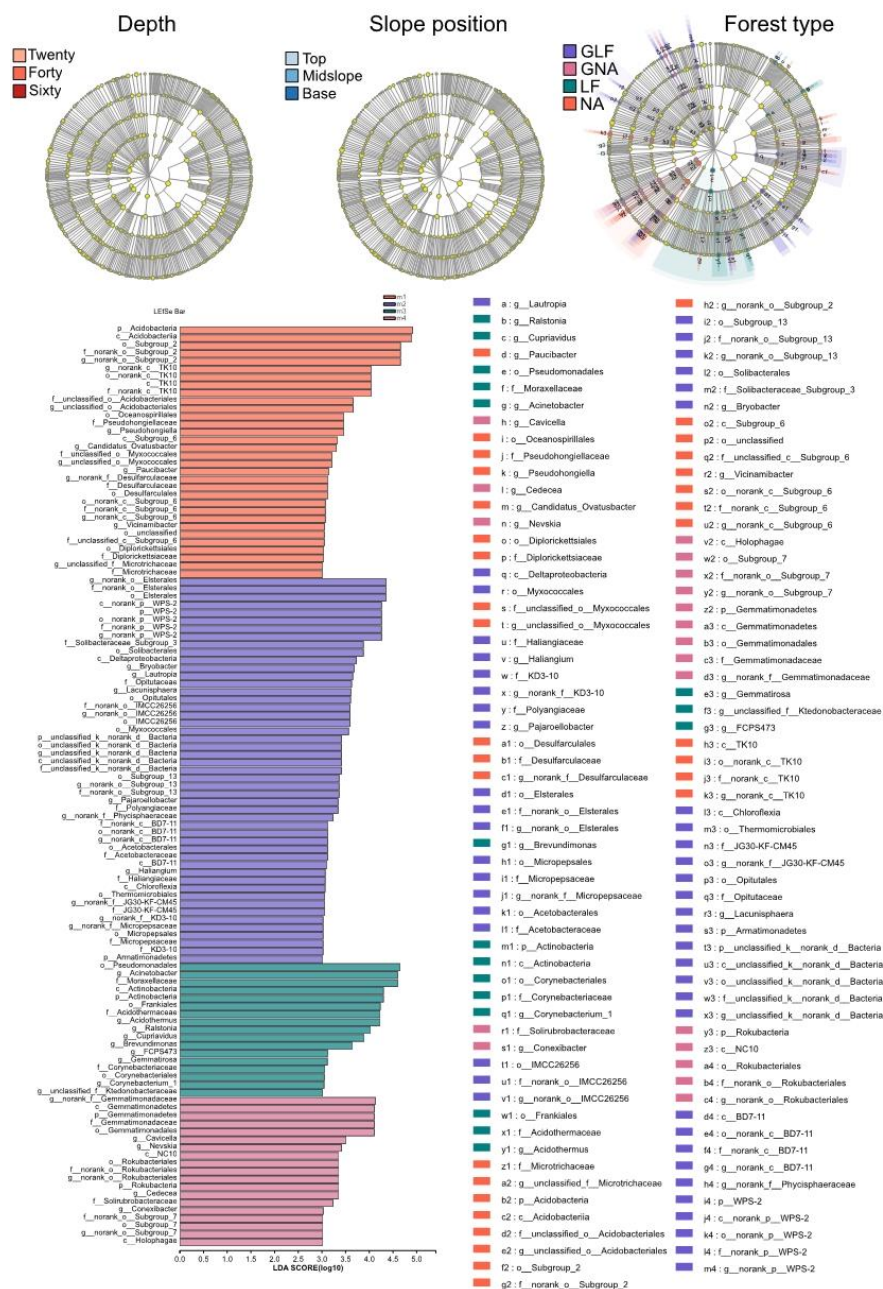 Depth
Slope position
Forest type
Twenty
Forty
Sixty
Top
Midslope
Base
GLF
GNA
LF
NA
LEfSe Bar
m1
m2
m3
m4
p__Acidobacteria
c__Acidobacteriia
o__Subgroup_2
f__norank_o__Subgroup_2
g__norank_o__Subgroup_2
g__norank_c__TK10
o__norank_c__TK10
c__TK10
f__norank_c__TK10
f__unclassified_o__Acidobacteriales
g__unclassified_o__Acidobacteriales
o__Oceanospirillales
f__Pseudohongiellaceae
g__Pseudohongiella
c__Subgroup_6
g__Candidatus_Ovatusbacter
f__unclassified_o__Myxococcales
g__unclassified_o__Myxococcales
g__Paucibacter
g__norank_f__Desulfarculaceae
f__Desulfarculaceae
o__Desulfarculales
o__norank_c__Subgroup_6
f__norank_c__Subgroup_6
g__norank_c__Subgroup_6
g__Vicinamibacter
o__unclassified
f__unclassified_c__Subgroup_6
o__Diplorickettsiales
f__Diplorickettsiaceae
g__unclassified_f__Microtrichaceae
f__Microtrichaceae
g__norank_o__Elsterales
f__norank_o__Elsterales
o__Elsterales
c__norank_p__WPS-2
p__WPS-2
o__norank_p__WPS-2
f__norank_p__WPS-2
g__norank_p__WPS-2
f__Solibacteraceae_Subgroup_3
o__Solibacterales
c__Deltaproteobacteria
g__Bryobacter
g__Lautropia
f__Opitutaceae
g__Lacunisphaera
o__Opitutales
f__norank_o__IMCC26256
g__norank_o__IMCC26256
o__IMCC26256
o__Myxococcales
p__unclassified_k__norank_d__Bacteria
o__unclassified_k__norank_d__Bacteria
g__unclassified_k__norank_d__Bacteria
c__unclassified_k__norank_d__Bacteria
f__unclassified_k__norank_d__Bacteria
o__Subgroup_13
g__norank_o__Subgroup_13
f__norank_o__Subgroup_13
g__Pajaroellobacter
f__Polyangiaceae
g__norank_f__Phycisphaeraceae
f__norank_c__BD7-11
o__norank_c__BD7-11
g__norank_c__BD7-11
o__Acetobacterales
f__Acetobacteraceae
c__BD7-11
g__Haliangium
f__Haliangiaceae
c__Chloroflexia
o__Thermomicrobiales
g__norank_f__JG30-KF-CM45
f__JG30-KF-CM45
g__norank_f__KD3-10
g__norank_f__Micropepsaceae
o__Micropepsales
f__Micropepsaceae
f__KD3-10
p__Armatimonadetes
o__Pseudomonadales
g__Acinetobacter
f__Moraxellaceae
c__Actinobacteria
p__Actinobacteria
o__Frankiales
f__Acidothermaceae
g__Acidothermus
g__Ralstonia
g__Cupriavidus
g__Brevundimonas
g__FCPS473
g__Gemmatirosa
f__Corynebacteriaceae
o__Corynebacteriales
g__Corynebacterium_1
g__unclassified_f__Ktedonobacteraceae
g__norank_f__Gemmatimonadaceae
c__Gemmatimonadetes
p__Gemmatimonadetes
f__Gemmatimonadaceae
o__Gemmatimonadales
g__Cavicella
g__Nevskia
c__NC10
o__Rokubacteriales
f__norank_o__Rokubacteriales
g__norank_o__Rokubacteriales
p__Rokubacteria
g__Cedecea
f__Solirubrobacteraceae
g__Conexibacter
f__norank_o__Subgroup_7
o__Subgroup_7
g__norank_o__Subgroup_7
c__Holophagae
0.0 0.5 1.0 1.5 2.0 2.5 3.0 3.5 4.0 4.5 5.0
LDA SCORE(log10)
a : g__Lautropia
b : g__Ralstonia
c : g__Cupriavidus
d : g__Paucibacter
e : o__Pseudomonadales
f : f__Moraxellaceae
g : g__Acinetobacter
h : g__Cavicella
i : o__Oceanospirillales
j : f__Pseudohongiellaceae
k : g__Pseudohongiella
l : g__Cedecea
m : g__Candidatus_Ovatusbacter
n : g__Nevskia
o : o__Diplorickettsiales
p : f__Diplorickettsiaceae
q : c__Deltaproteobacteria
r : o__Myxococcales
s : f__unclassified_o__Myxococcales
t : g__unclassified_o__Myxococcales
u : f__Haliangiaceae
v : g__Haliangium
w : f__KD3-10
x : g__norank_f__KD3-10
y : f__Polyangiaceae
z : g__Pajaroellobacter
a1 : o__Desulfarculales
b1 : f__Desulfarculaceae
c1 : g__norank_f__Desulfarculaceae
d1 : o__Elsterales
e1 : f__norank_o__Elsterales
f1 : g__norank_o__Elsterales
g1 : g__Brevundimonas
h1 : o__Micropepsales
i1 : f__Micropepsaceae
j1 : g__norank_f__Micropepsaceae
k1 : o__Acetobacterales
l1 : f__Acetobacteraceae
m1 : p__Actinobacteria
n1 : c__Actinobacteria
o1 : o__Corynebacteriales
p1 : f__Corynebacteriaceae
q1 : g__Corynebacterium_1
r1 : f__Solirubrobacteraceae
s1 : g__Conexibacter
t1 : o__IMCC26256
u1 : f__norank_o__IMCC26256
v1 : g__norank_o__IMCC26256
w1 : o__Frankiales
x1 : f__Acidothermaceae
y1 : g__Acidothermus
z1 : f__Microtrichaceae
a2 : g__unclassified_f__Microtrichaceae
b2 : p__Acidobacteria
c2 : c__Acidobacteriia
d2 : f__unclassified_o__Acidobacteriales
e2 : g__unclassified_o__Acidobacteriales
f2 : o__Subgroup_2
g2 : f__norank_o__Subgroup_2
h2 : g__norank_o__Subgroup_2
i2 : o__Subgroup_13
j2 : f__norank_o__Subgroup_13
k2 : g__norank_o__Subgroup_13
l2 : o__Solibacterales
m2 : f__Solibacteraceae_Subgroup_3
n2 : g__Bryobacter
o2 : c__Subgroup_6
p2 : o__unclassified
q2 : f__unclassified_c__Subgroup_6
r2 : g__Vicinamibacter
s2 : o__norank_c__Subgroup_6
t2 : f__norank_c__Subgroup_6
u2 : g__norank_c__Subgroup_6
v2 : c__Holophagae
w2 : o__Subgroup_7
x2 : f__norank_o__Subgroup_7
y2 : g__norank_o__Subgroup_7
z2 : p__Gemmatimonadetes
a3 : c__Gemmatimonadetes
b3 : o__Gemmatimonadales
c3 : f__Gemmatimonadaceae
d3 : g__norank_f__Gemmatimonadaceae
e3 : g__Gemmatirosa
f3 : g__unclassified_f__Ktedonobacteraceae
g3 : g__FCPS473
h3 : c__TK10
i3 : o__norank_c__TK10
j3 : f__norank_c__TK10
k3 : g__norank_c__TK10
l3 : c__Chloroflexia
m3 : o__Thermomicrobiales
n3 : f__JG30-KF-CM45
o3 : g__norank_f__JG30-KF-CM45
p3 : o__Opitutales
q3 : f__Opitutaceae
r3 : g__Lacunisphaera
s3 : p__Armatimonadetes
t3 : p__unclassified_k__norank_d__Bacteria
u3 : c__unclassified_k__norank_d__Bacteria
v3 : o__unclassified_k__norank_d__Bacteria
w3 : f__unclassified_k__norank_d__Bacteria
x3 : g__unclassified_k__norank_d__Bacteria
y3 : p__Rokubacteria
z3 : c__NC10
a4 : o__Rokubacteriales
b4 : f__norank_o__Rokubacteriales
c4 : g__norank_o__Rokubacteriales
d4 : c__BD7-11
e4 : o__norank_c__BD7-11
f4 : f__norank_c__BD7-11
g4 : g__norank_c__BD7-11
h4 : g__norank_f__Phycisphaeraceae
i4 : p__WPS-2
j4 : c__norank_p__WPS-2
k4 : o__norank_p__WPS-2
l4 : f__norank_p__WPS-2
m4 : g__norank_p__WPS-2